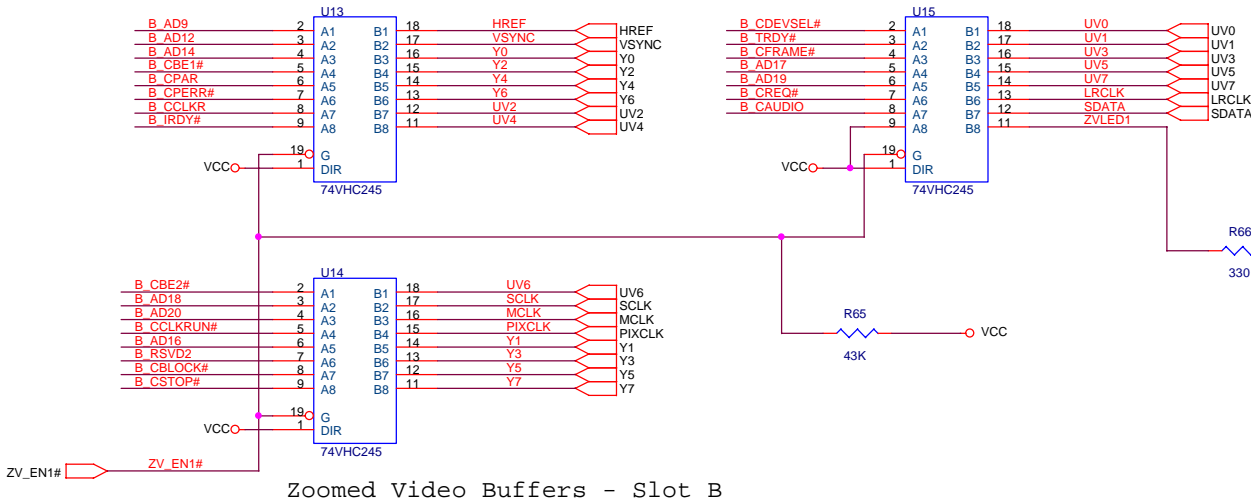 U13
B_AD9 2 A1 B1 18 HREF HREF
B_AD12 3 A2 B2 17 VSYNC VSYNC
B_AD14 4 A3 B3 16 Y0 Y0
B_CBE1# 5 A4 B4 15 Y2 Y2
B_CPAR 6 A5 B5 14 Y4 Y4
B_CPERR# 7 A6 B6 13 Y6 Y6
B_CCLKR 8 A7 B7 12 UV2 UV2
B_IRDY# 9 A8 B8 11 UV4 UV4
19 G
VCC 1 DIR
74VHC245
U15
B_CDEVSEL# 2 A1 B1 18 UV0 UV0
B_TRDY# 3 A2 B2 17 UV1 UV1
B_CFRAME# 4 A3 B3 16 UV3 UV3
B_AD17 5 A4 B4 15 UV5 UV5
B_AD19 6 A5 B5 14 UV7 UV7
B_CREQ# 7 A6 B6 13 LRCLK LRCLK
B_CAUDIO 8 A7 B7 12 SDATA SDATA
9 A8 B8 11 ZVLED1
19 G
VCC 1 DIR
74VHC245
R66
330
U14
B_CBE2# 2 A1 B1 18 UV6 UV6
B_AD18 3 A2 B2 17 SCLK SCLK
B_AD20 4 A3 B3 16 MCLK MCLK
B_CCLKRUN# 5 A4 B4 15 PIXCLK PIXCLK
B_AD16 6 A5 B5 14 Y1 Y1
B_RSVD2 7 A6 B6 13 Y3 Y3
B_CBLOCK# 8 A7 B7 12 Y5 Y5
B_CSTOP# 9 A8 B8 11 Y7 Y7
19 G
VCC 1 DIR
74VHC245
R65
43K
VCC
ZV_EN1# ZV_EN1#
Zoomed Video Buffers - Slot B